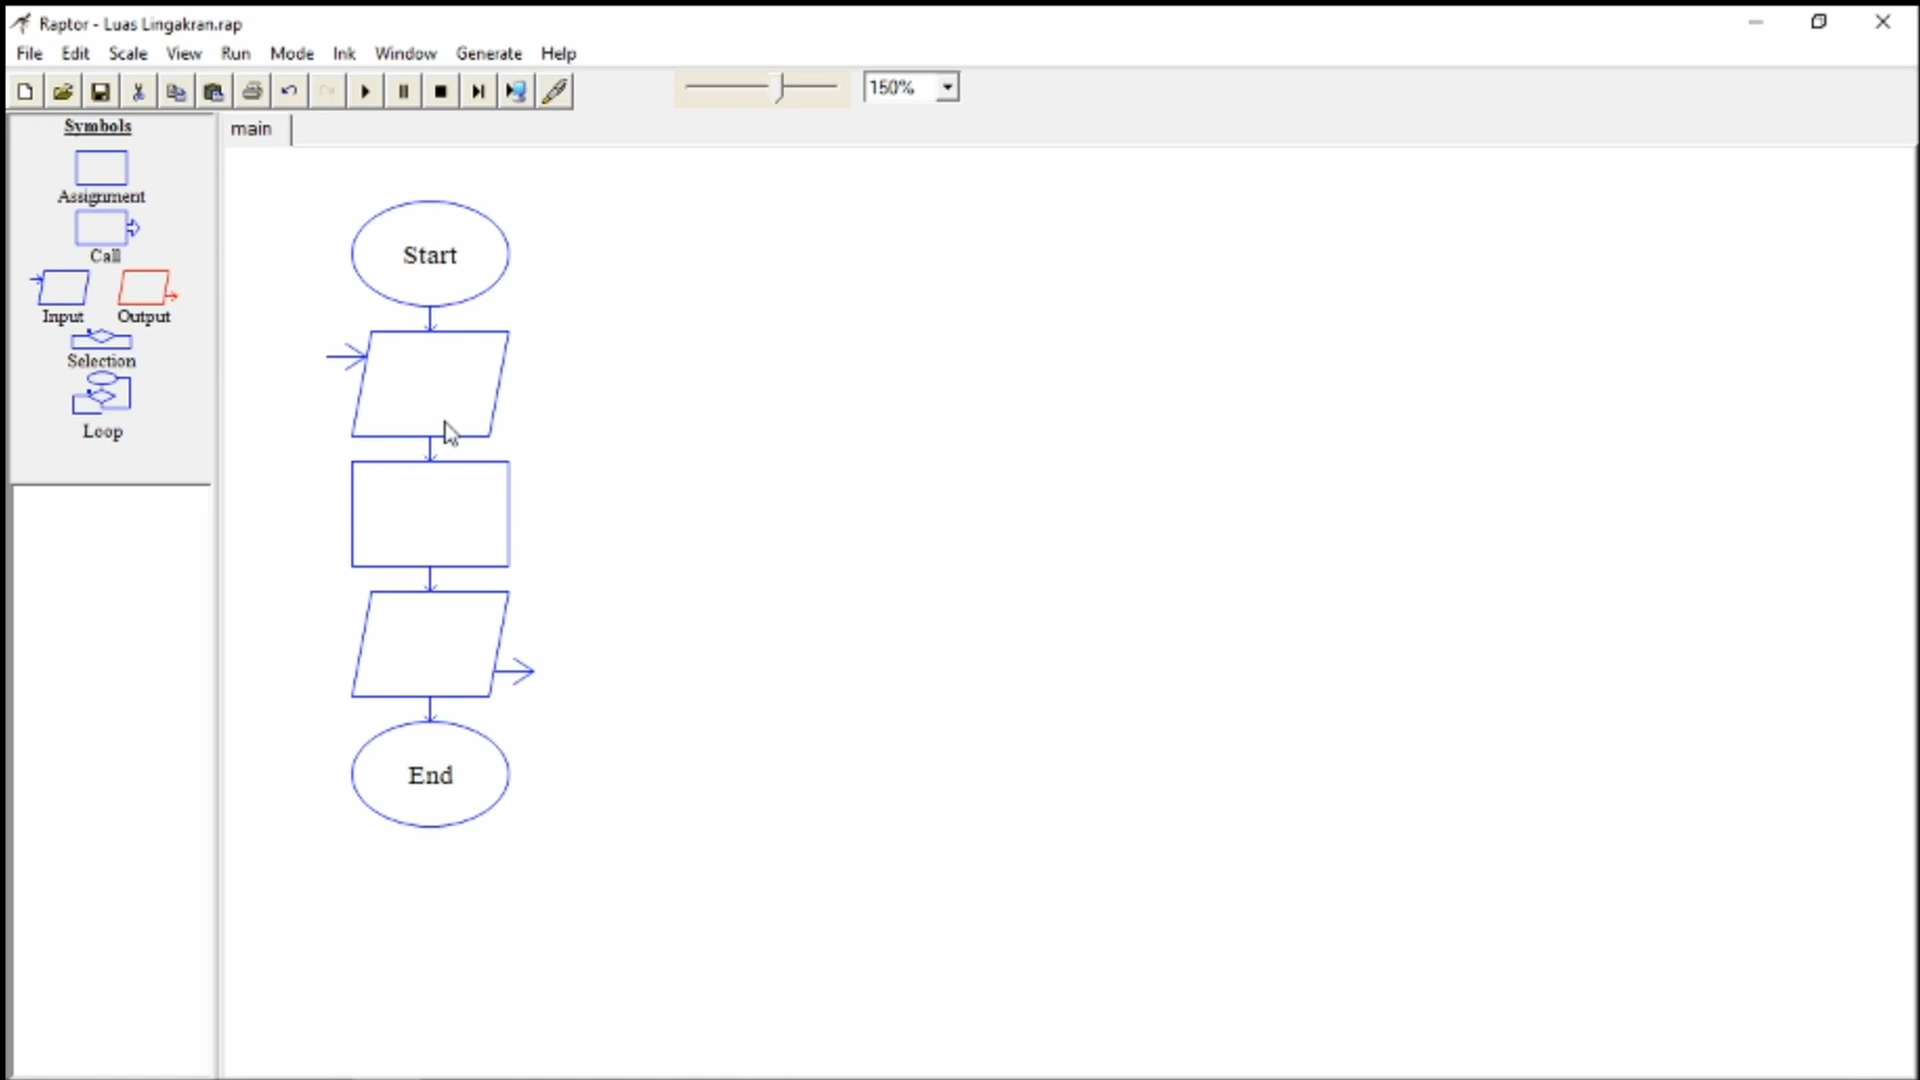 Raptor - Luas Lingakran.rap
File Edit Scale View Run Mode Ink Window Generate Help
150%
Symbols
main
Assignment
Call
Input Output
Selection
Loop
Start
End